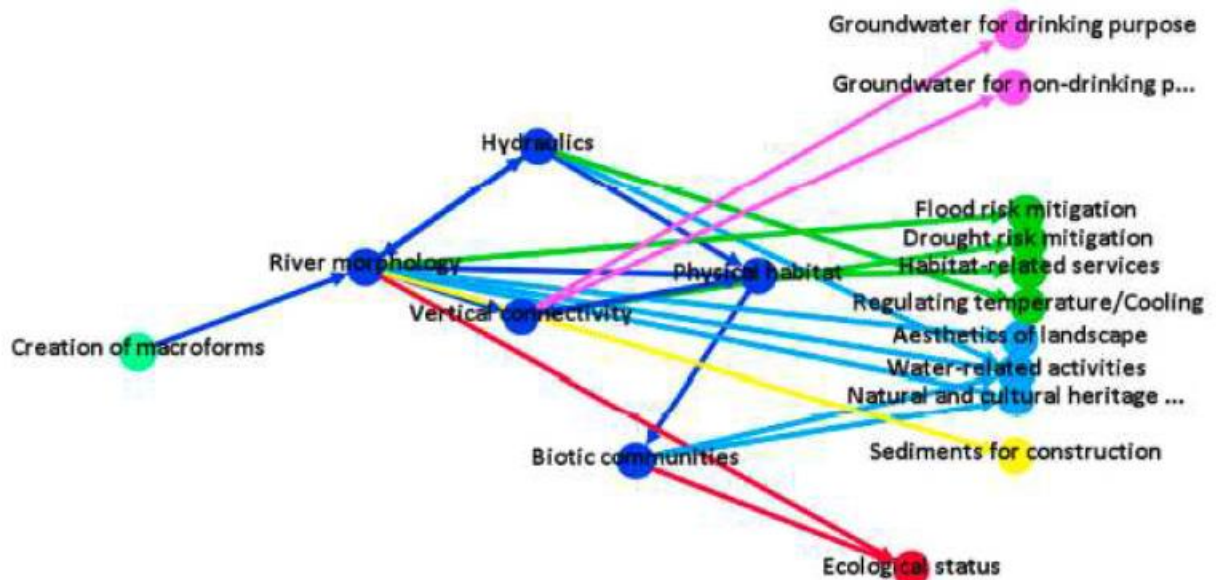 Groundwater for drinking purpose
Groundwater for non-drinking p...
Hydraulics
Flood risk mitigation
Drought risk mitigation
River morphology
Habitat-related services
Physical habitat
Regulating temperature/Cooling
Vertical connectivity
Aesthetics of landscape
Creation of macroforms
Water-related activities
Natural and cultural heritage ...
Sediments for construction
Biotic communities
Ecological status